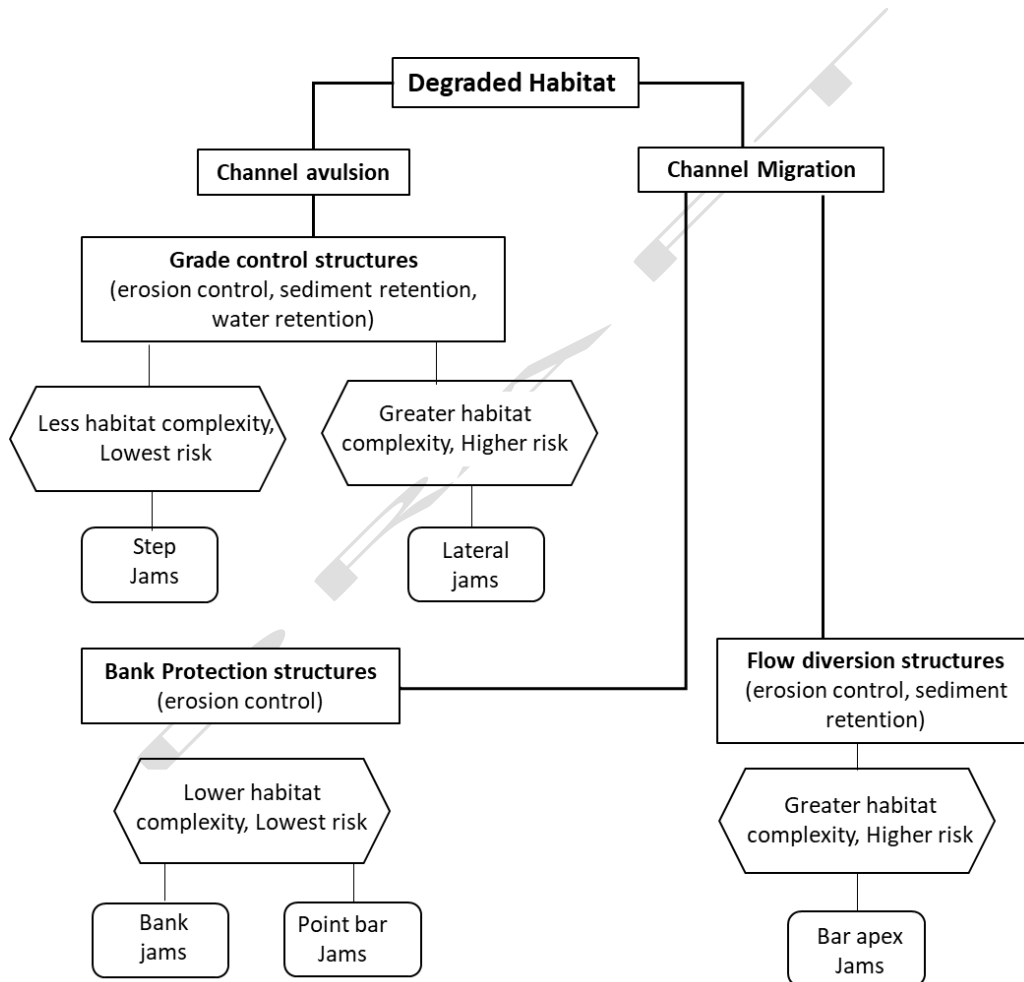 Degraded Habitat
Channel avulsion
Channel Migration
Grade control structures
(erosion control, sediment retention,
water retention)
Less habitat complexity,
Lowest risk
Greater habitat
complexity, Higher risk
Step
Jams
Lateral
jams
Bank Protection structures
(erosion control)
Flow diversion structures
(erosion control, sediment
retention)
Lower habitat
complexity, Lowest risk
Greater habitat
complexity, Higher risk
Bank
jams
Point bar
Jams
Bar apex
Jams